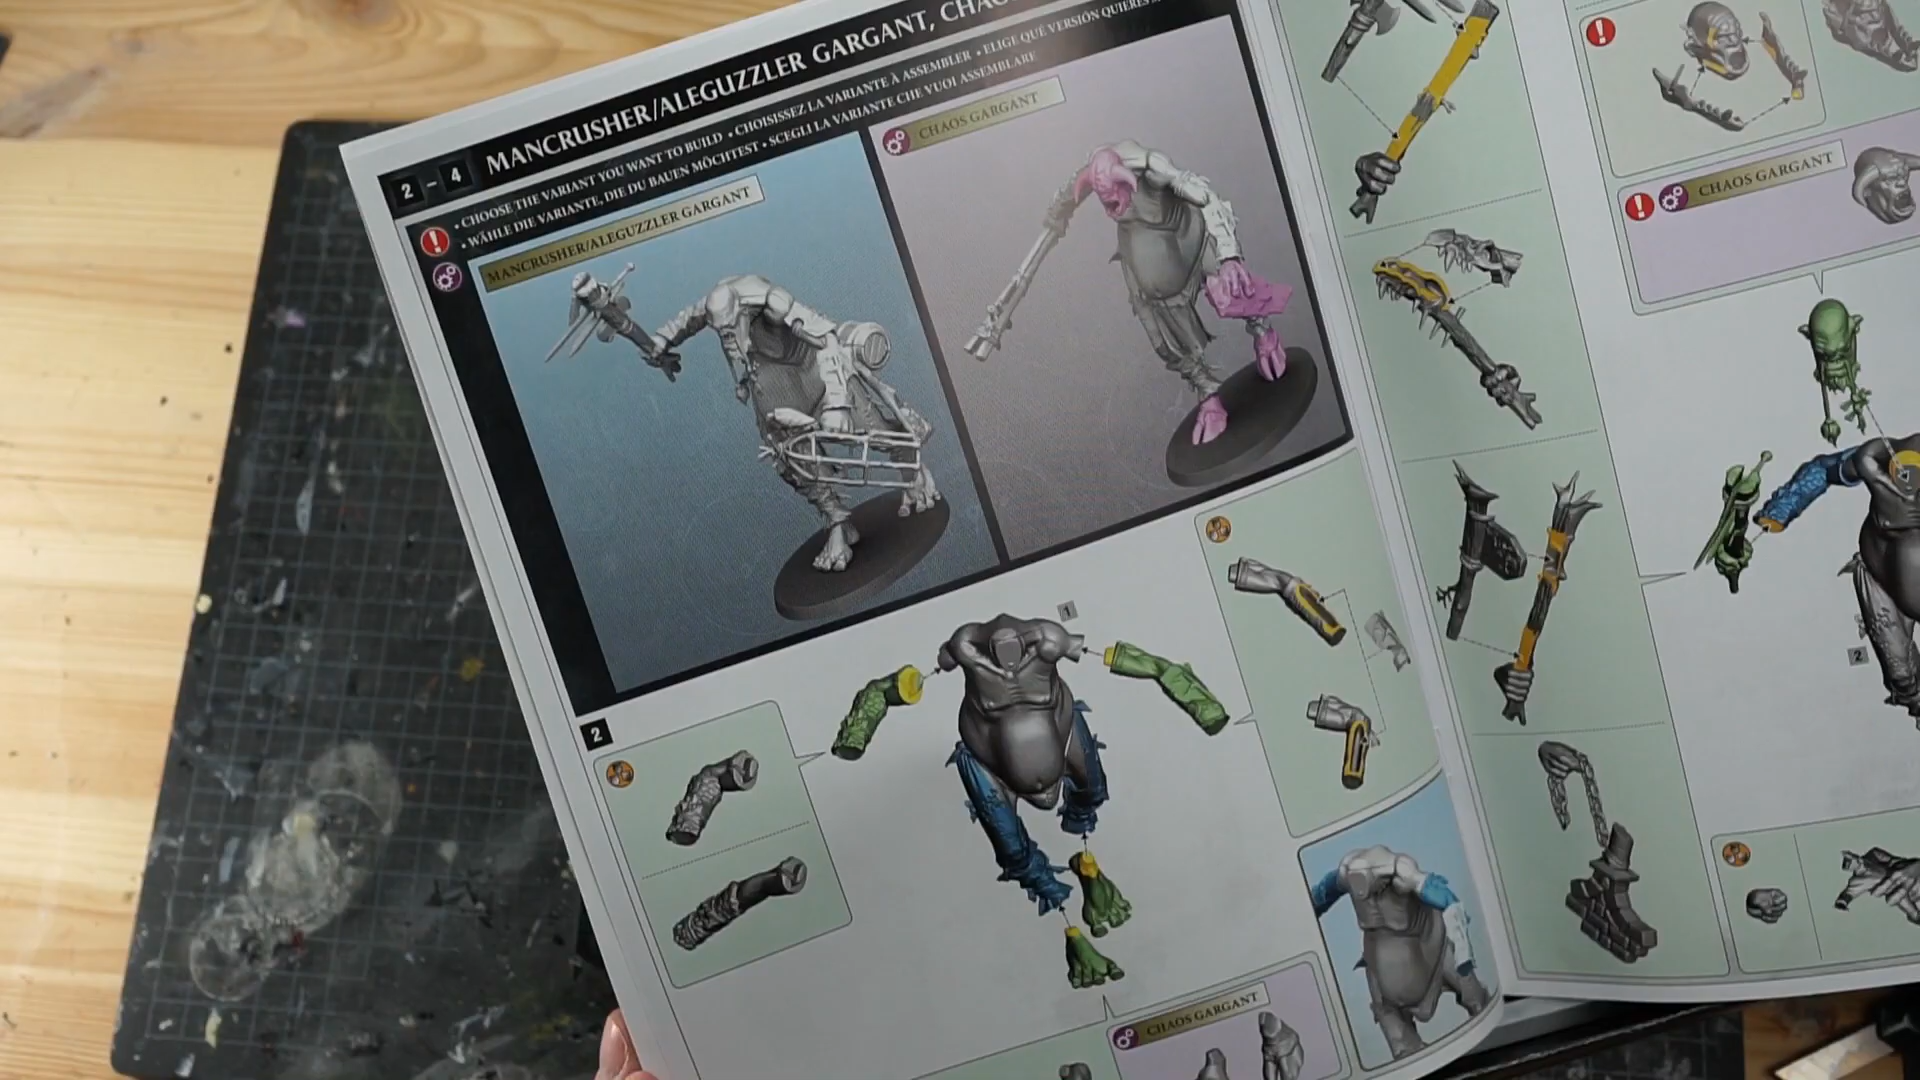 2 - 4 MANCRUSHER/ALEGUZZLER GARGANT,
• CHOOSE THE VARIANT YOU WANT TO BUILD • CHOISISSEZ LA VARIANTE À ASSEMBLER • ELIGE QUÉ VERSIÓN QUIERES
• WÄHLE DIE VARIANTE, DIE DU BAUEN MÖCHTEST • SCEGLI LA VARIANTE CHE VUOI ASSEMBLARE
MANCRUSHER/ALEGUZZLER GARGANT
CHAOS GARGANT
CHAOS GARGANT
1
2
2
CHAOS GARGANT